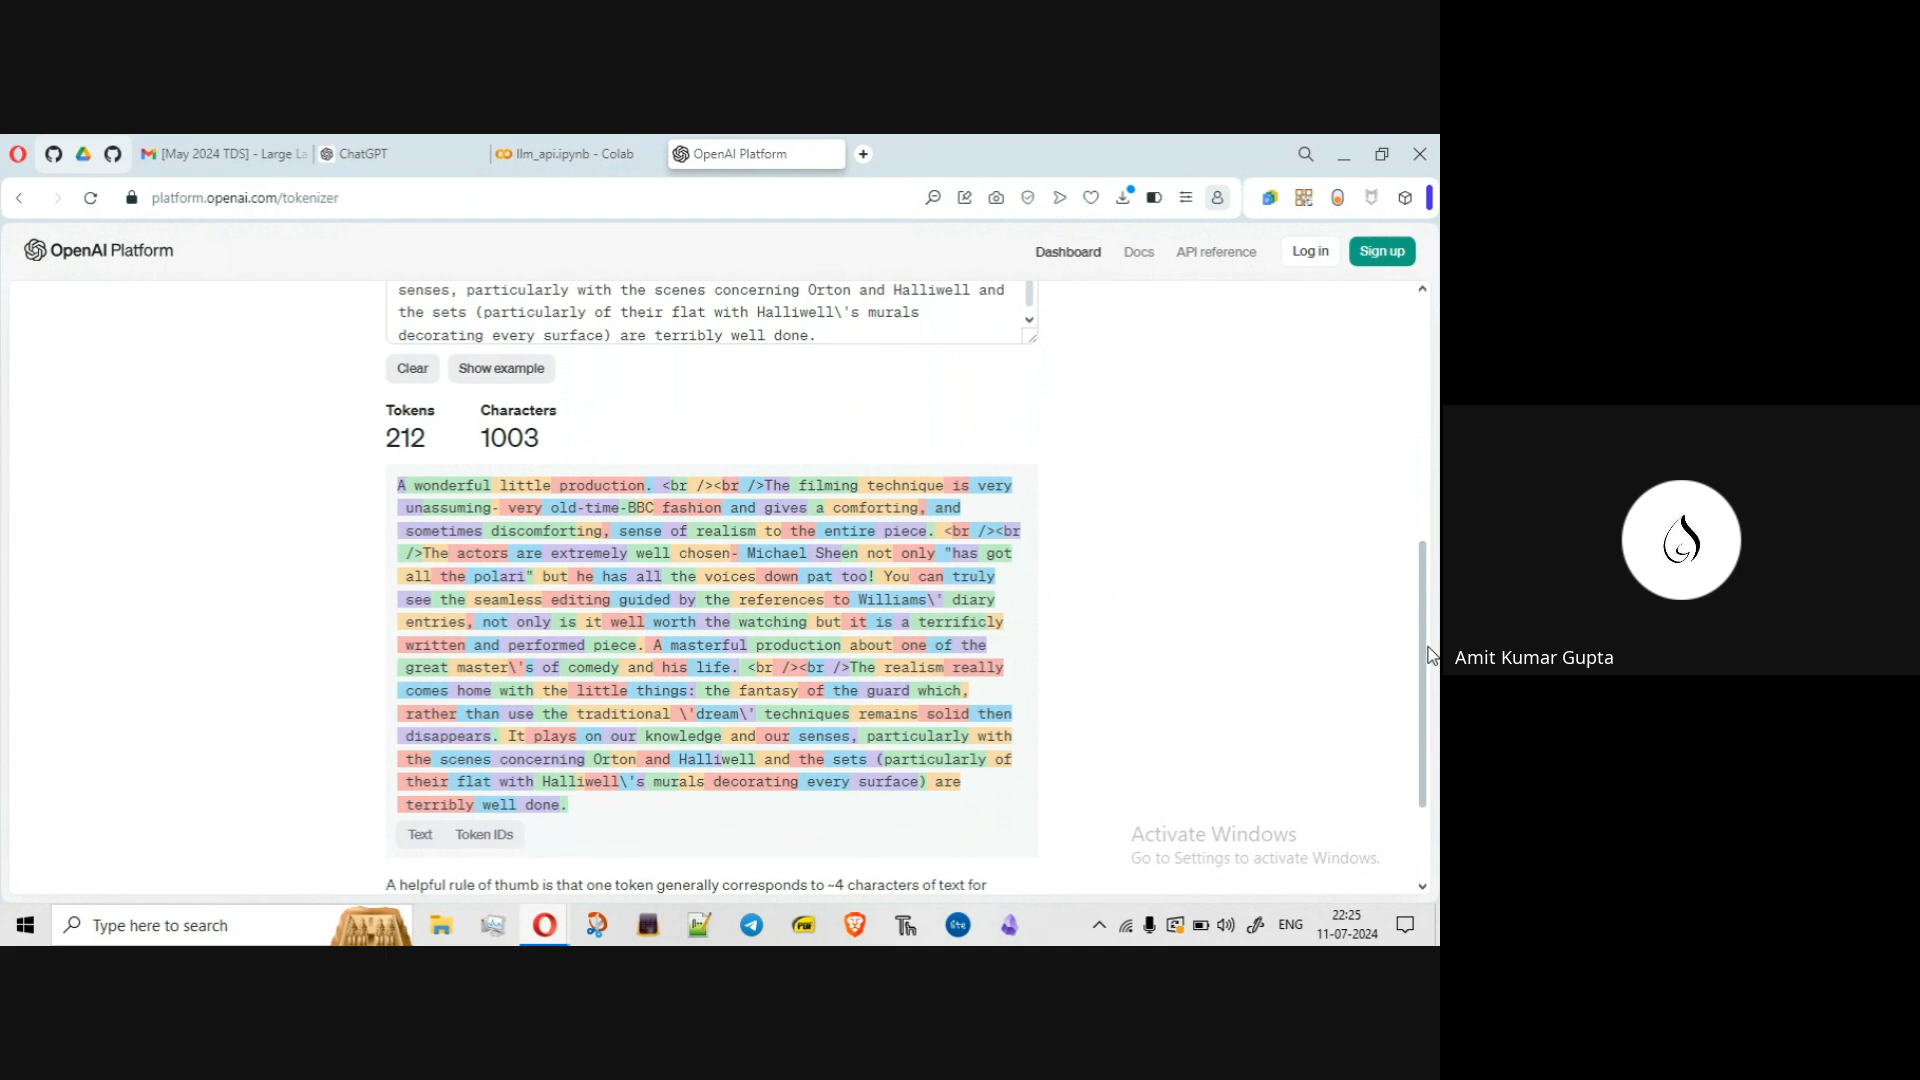 [May 2024 TDS] - Large La
ChatGPT
llm_api.ipynb - Colab
OpenAI Platform
platform.openai.com/tokenizer
OpenAI Platform
Dashboard
Docs
API reference
Log in
Sign up
senses, particularly with the scenes concerning Orton and Halliwell and
the sets (particularly of their flat with Halliwell\'s murals
decorating every surface) are terribly well done.
Clear
Show example
Tokens
Characters
212
1003
A wonderful little production. <br /><br />The filming technique is very
unassuming- very old-time-BBC fashion and gives a comforting, and
sometimes discomforting, sense of realism to the entire piece. <br /><br
/>The actors are extremely well chosen- Michael Sheen not only "has got
all the polari" but he has all the voices down pat too! You can truly
see the seamless editing guided by the references to Williams\' diary
entries, not only is it well worth the watching but it is a terrificly
written and performed piece. A masterful production about one of the
great master\'s of comedy and his life. <br /><br />The realism really
comes home with the little things: the fantasy of the guard which,
rather than use the traditional \'dream\' techniques remains solid then
disappears. It plays on our knowledge and our senses, particularly with
the scenes concerning Orton and Halliwell and the sets (particularly of
their flat with Halliwell\'s murals decorating every surface) are
terribly well done.
Text
Token IDs
A helpful rule of thumb is that one token generally corresponds to ~4 characters of text for
Activate Windows
Go to Settings to activate Windows.
Amit Kumar Gupta
Type here to search
ENG
22:25
11-07-2024